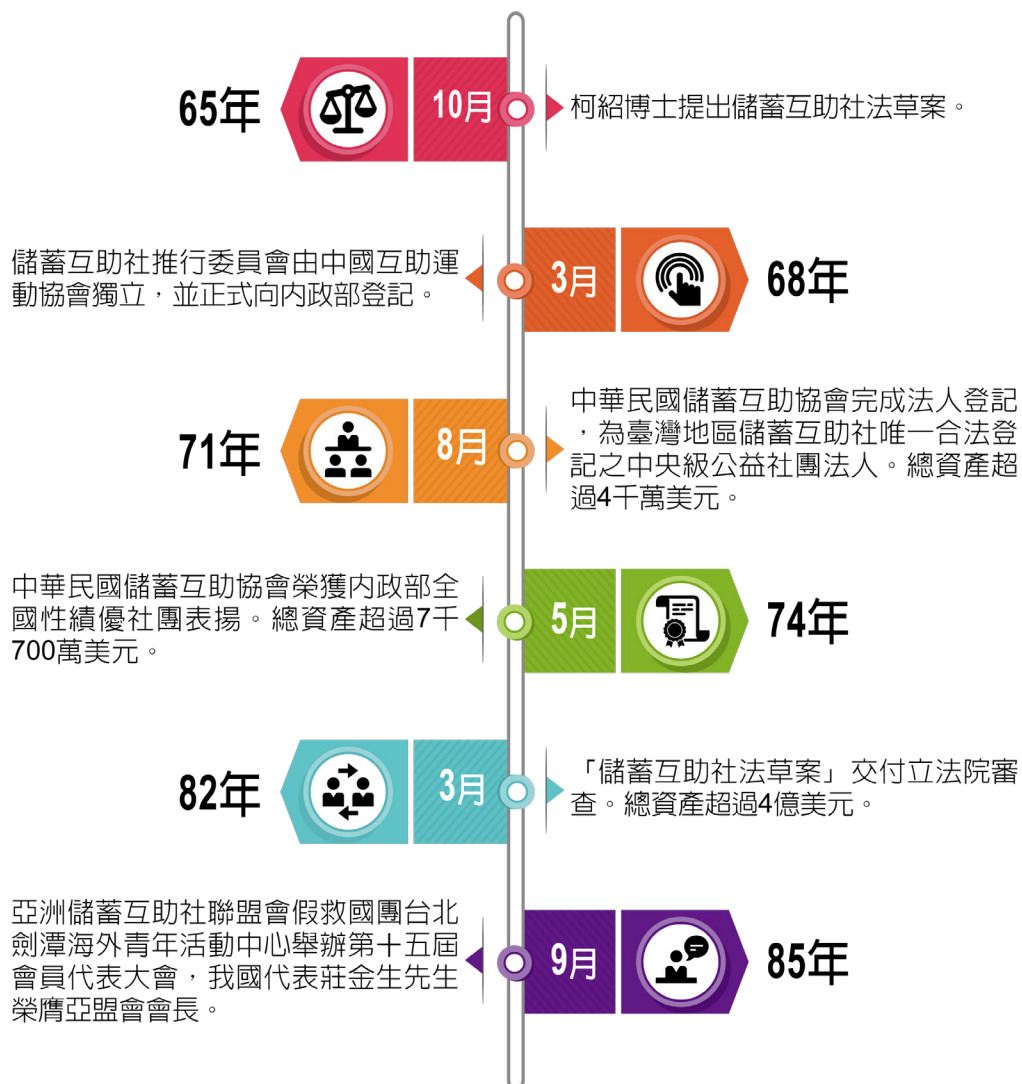 65年
10月
柯紹博士提出儲蓄互助社法草案。
儲蓄互助社推行委員會由中國互助運
動協會獨立，並正式向内政部登記。
3月
68年
71年
8月
中華民國儲蓄互助協會完成法人登記
，為臺灣地區儲蓄互助社唯一合法登
記之中央級公益社團法人。總資產超
過4千萬美元。
中華民國儲蓄互助協會榮獲内政部全
國性績優社團表揚。總資產超過7千
700萬美元。
5月
74年
82年
3月
「儲蓄互助社法草案」交付立法院審
查。總資產超過4億美元。
亞洲儲蓄互助社聯盟會假救國團台北
劍潭海外青年活動中心舉辦第十五屆
會員代表大會，我國代表莊金生先生
榮膺亞盟會會長。
9月
85年